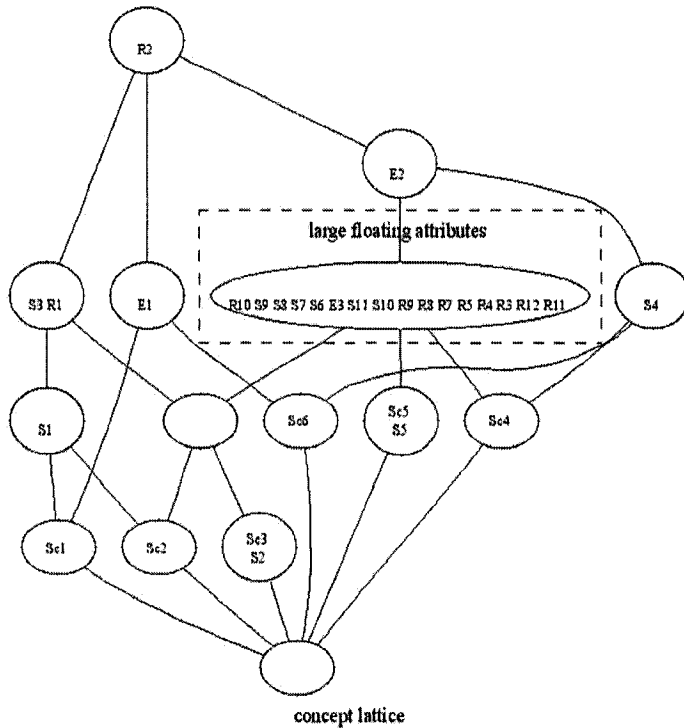 R2
E2
large floating attributes
S3 R1
E1
R10 S9 S8 S7 S6 E3 S11 S10 R9 R8 R7 R5 R4 R3 R12 R11
S4
S1
Sc6
Sc5
S5
Sc4
Sc1
Sc2
Sc3
S2
concept lattice